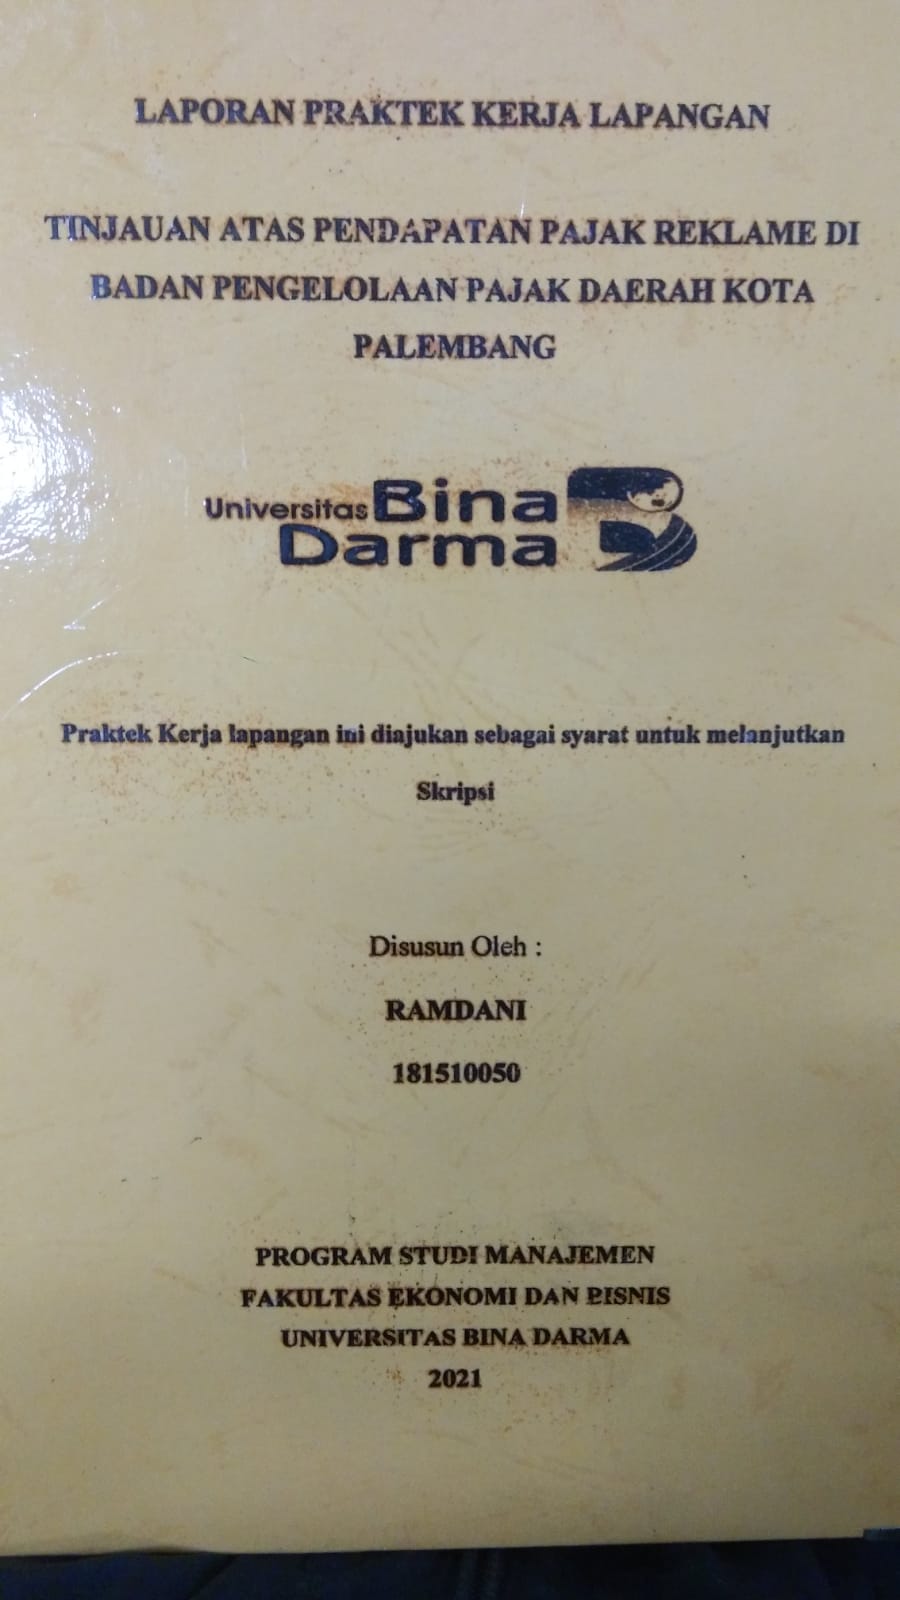 LAPORAN PRAKTEK KERJA LAPANGAN
TINJAUAN ATAS PENDAPATAN PAJAK REKLAME DI
BADAN PENGELOLAAN PAJAK DAERAH KOTA
PALEMBANG
Universitas Bina
Darma
Praktek Kerja lapangan ini diajukan sebagai syarat untuk melanjutkan
Skripsi
Disusun Oleh :
RAMDANI
181510050
PROGRAM STUDI MANAJEMEN
FAKULTAS EKONOMI DAN BISNIS
UNIVERSITAS BINA DARMA
2021